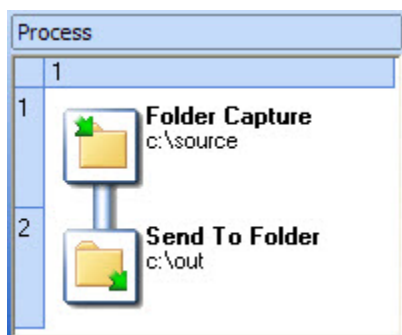 Process
1
1
Folder Capture
c:\source
2
Send To Folder
c:\out